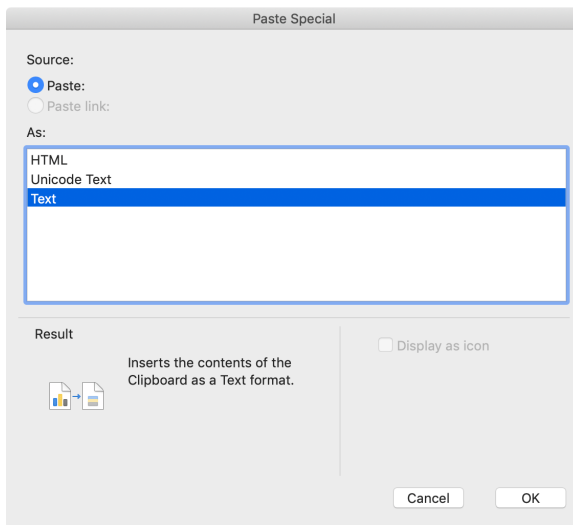 Paste Special
Source:
Paste:
Paste link:
As:
HTML
Unicode Text
Text
Result
Inserts the contents of the
Clipboard as a Text format.
Display as icon
Cancel
OK